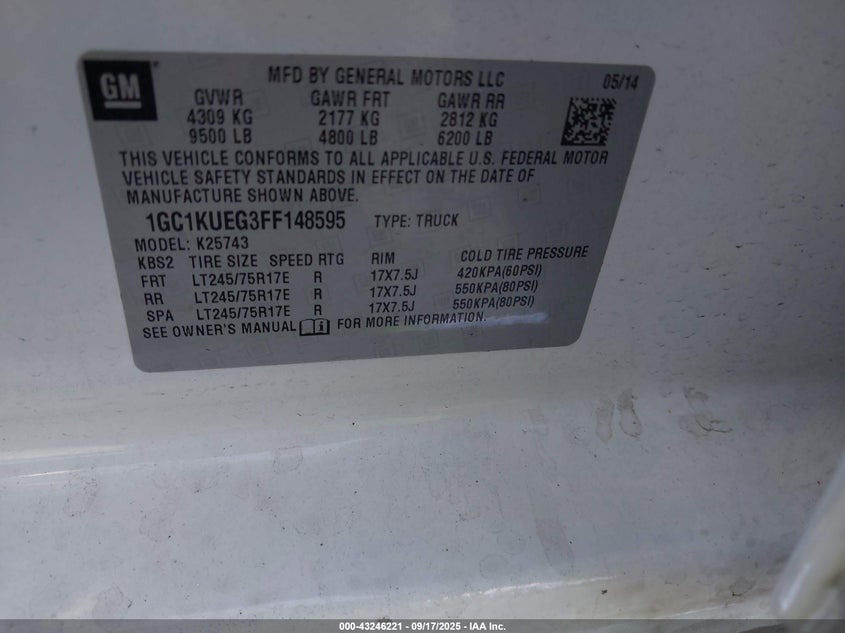 GM
MFD BY GENERAL MOTORS LLC 05/14
GVWR GAWR FRT GAWR RR
4309 KG 2177 KG 2812 KG
9500 LB 4800 LB 6200 LB
THIS VEHICLE CONFORMS TO ALL APPLICABLE U.S. FEDERAL MOTOR
VEHICLE SAFETY STANDARDS IN EFFECT ON THE DATE OF
MANUFACTURE SHOWN ABOVE.
1GC1KUEG3FF148595 TYPE: TRUCK
MODEL: K25743
KBS2 TIRE SIZE SPEED RTG RIM COLD TIRE PRESSURE
FRT LT245/75R17E R 17X7.5J 420KPA(60PSI)
RR LT245/75R17E R 17X7.5J 550KPA(80PSI)
SPA LT245/75R17E R 17X7.5J 550KPA(80PSI)
SEE OWNER'S MANUAL FOR MORE INFORMATION.
000-43246221 - 09/17/2025 - IAA Inc.